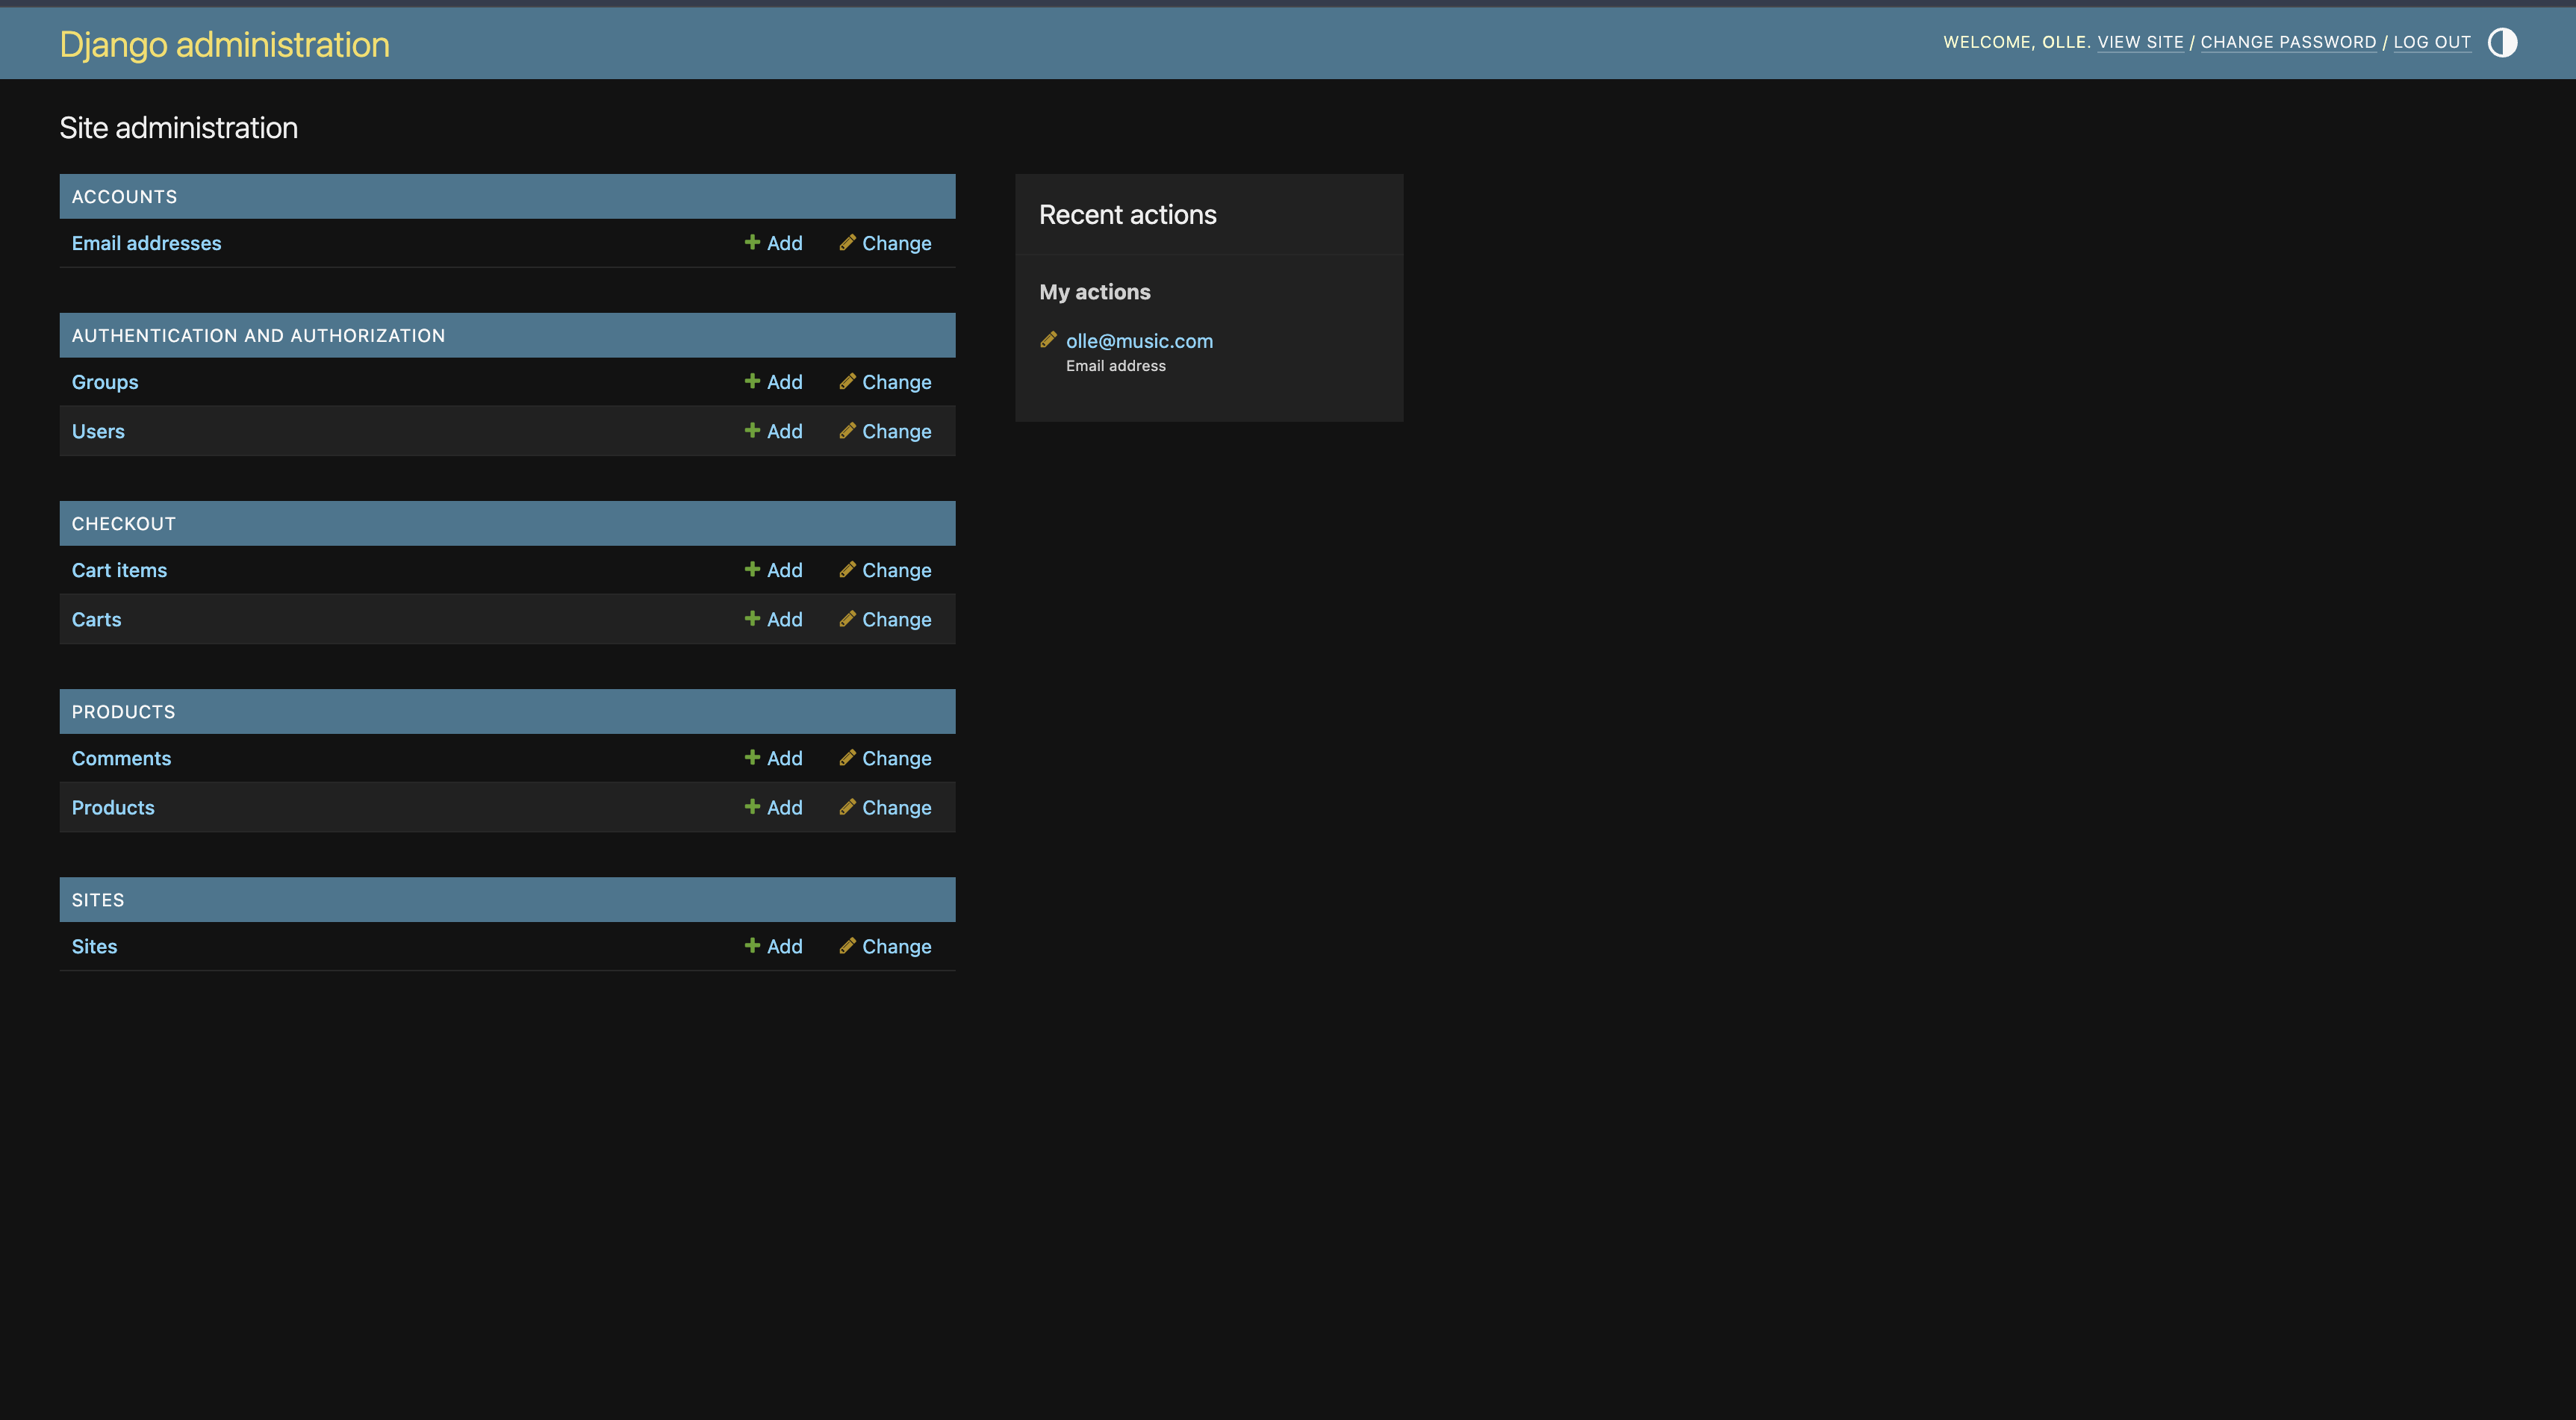 Django administration
WELCOME, OLLE. VIEW SITE / CHANGE PASSWORD / LOG OUT
Site administration
ACCOUNTS
Email addresses Add Change
AUTHENTICATION AND AUTHORIZATION
Groups Add Change
Users Add Change
CHECKOUT
Cart items Add Change
Carts Add Change
PRODUCTS
Comments Add Change
Products Add Change
SITES
Sites Add Change
Recent actions
My actions
olle@music.com
Email address